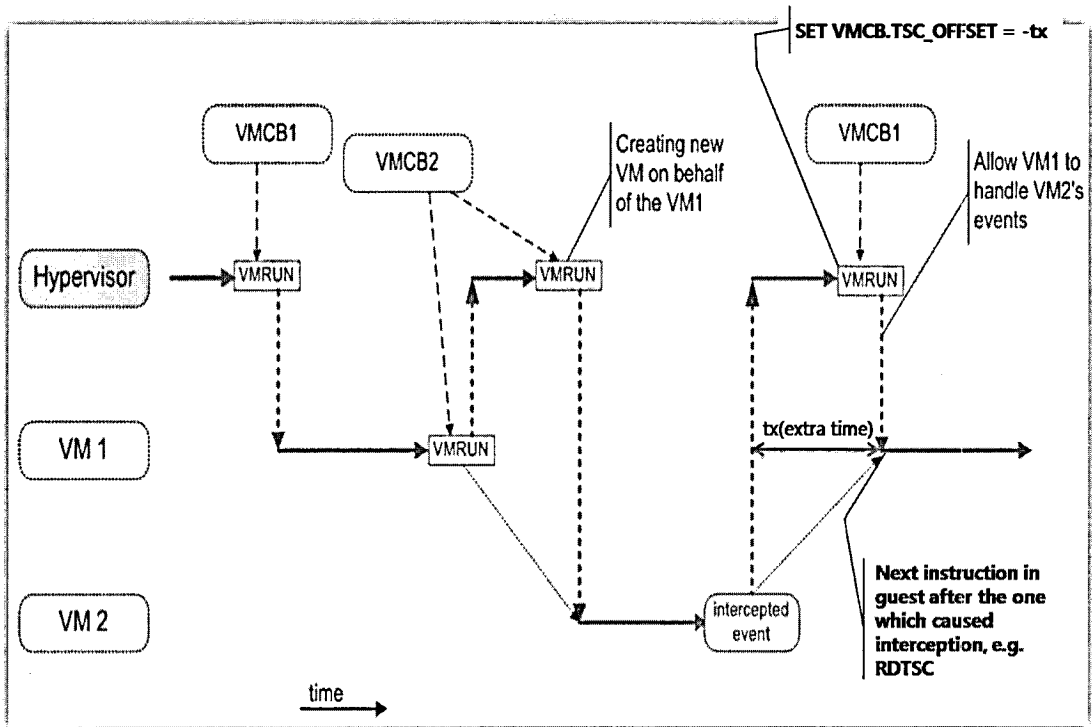 SET VMCB.TSC_OFFSET = -tx
VMCB1
VMCB2
Creating new
VM on behalf
of the VM1
VMCB1
Allow VM1 to
handle VM2's
events
Hypervisor
VMRUN
VMRUN
VMRUN
tx(extra time)
VM 1
VMRUN
Next instruction in
guest after the one
which caused
interception, e.g.
RDTSC
VM 2
intercepted
event
time